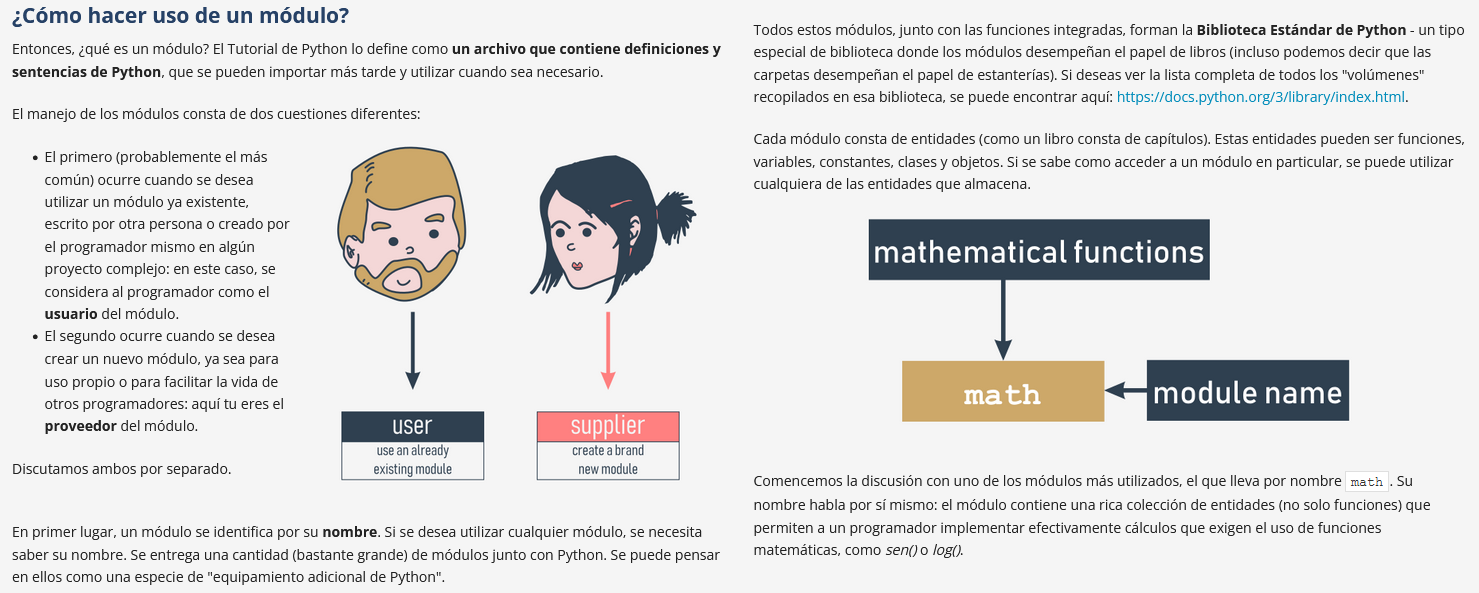 ¿Cómo hacer uso de un módulo?
Entonces, ¿qué es un módulo? El Tutorial de Python lo define como un archivo que contiene definiciones y
sentencias de Python, que se pueden importar más tarde y utilizar cuando sea necesario.
El manejo de los módulos consta de dos cuestiones diferentes:
• El primero (probablemente el más
común) ocurre cuando se desea
utilizar un módulo ya existente,
escrito por otra persona o creado por
el programador mismo en algún
proyecto complejo: en este caso, se
considera al programador como el
usuario del módulo.
• El segundo ocurre cuando se desea
crear un nuevo módulo, ya sea para
uso propio o para facilitar la vida de
otros programadores: aquí tu eres el
proveedor del módulo.
user
use an already
existing module
supplier
create a brand
new module
Discutamos ambos por separado.
En primer lugar, un módulo se identifica por su nombre. Si se desea utilizar cualquier módulo, se necesita
saber su nombre. Se entrega una cantidad (bastante grande) de módulos junto con Python. Se puede pensar
en ellos como una especie de "equipamiento adicional de Python".
Todos estos módulos, junto con las funciones integradas, forman la Biblioteca Estándar de Python - un tipo
especial de biblioteca donde los módulos desempeñan el papel de libros (incluso podemos decir que las
carpetas desempeñan el papel de estanterías). Si deseas ver la lista completa de todos los "volúmenes"
recopilados en esa biblioteca, se puede encontrar aquí: https://docs.python.org/3/library/index.html.
Cada módulo consta de entidades (como un libro consta de capítulos). Estas entidades pueden ser funciones,
variables, constantes, clases y objetos. Si se sabe como acceder a un módulo en particular, se puede utilizar
cualquiera de las entidades que almacena.
mathematical functions
math
module name
Comencemos la discusión con uno de los módulos más utilizados, el que lleva por nombre math. Su
nombre habla por sí mismo: el módulo contiene una rica colección de entidades (no solo funciones) que
permiten a un programador implementar efectivamente cálculos que exigen el uso de funciones
matemáticas, como sen() o log().